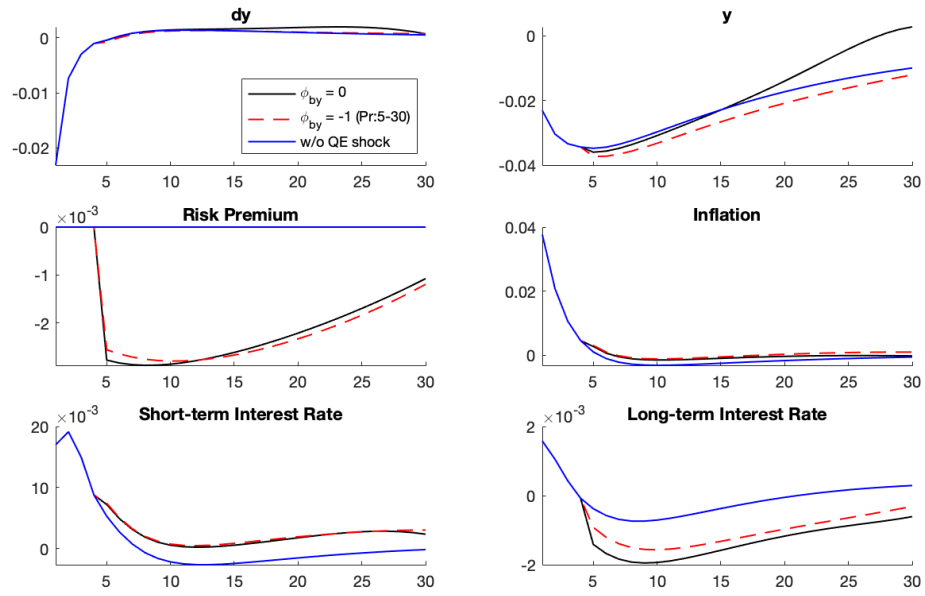 dy
0
-0.01
-0.02
5 10 15 20 25 30
ϕby = 0
ϕby = -1 (Pr:5-30)
w/o QE shock
y
0
-0.02
-0.04
5 10 15 20 25 30
×10-3
Risk Premium
0
-1
-2
5 10 15 20 25 30
Inflation
0.04
0.02
0
5 10 15 20 25 30
×10-3
Short-term Interest Rate
20
10
0
5 10 15 20 25 30
×10-3
Long-term Interest Rate
2
0
-2
5 10 15 20 25 30